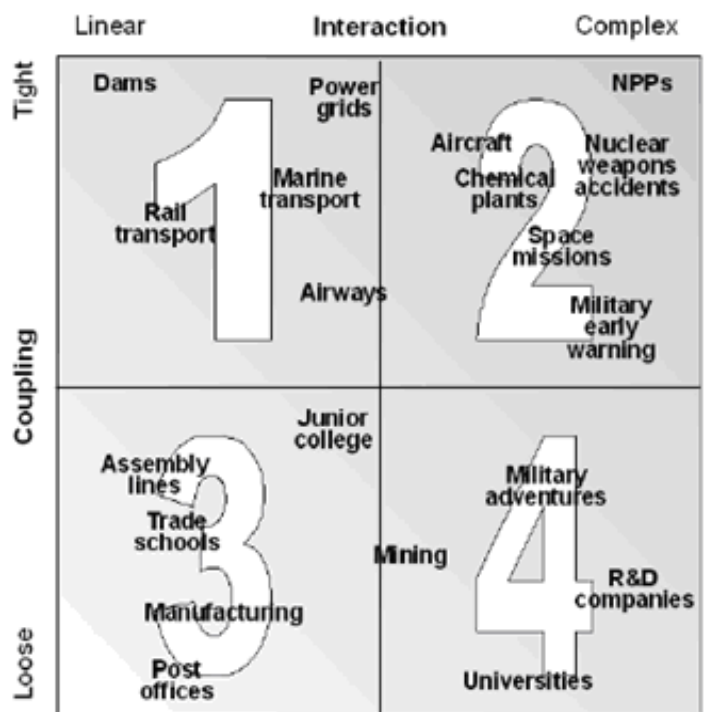 Linear Interaction Complex
Tight
Coupling
Loose
1
Dams
Power
grids
Marine
transport
Rail
transport
Airways
2
NPPs
Aircraft
Nuclear
weapons
accidents
Chemical
plants
Space
missions
Military
early
warning
3
Junior
college
Assembly
lines
Trade
schools
Manufacturing
Post
offices
4
Military
adventures
Mining
R&D
companies
Universities